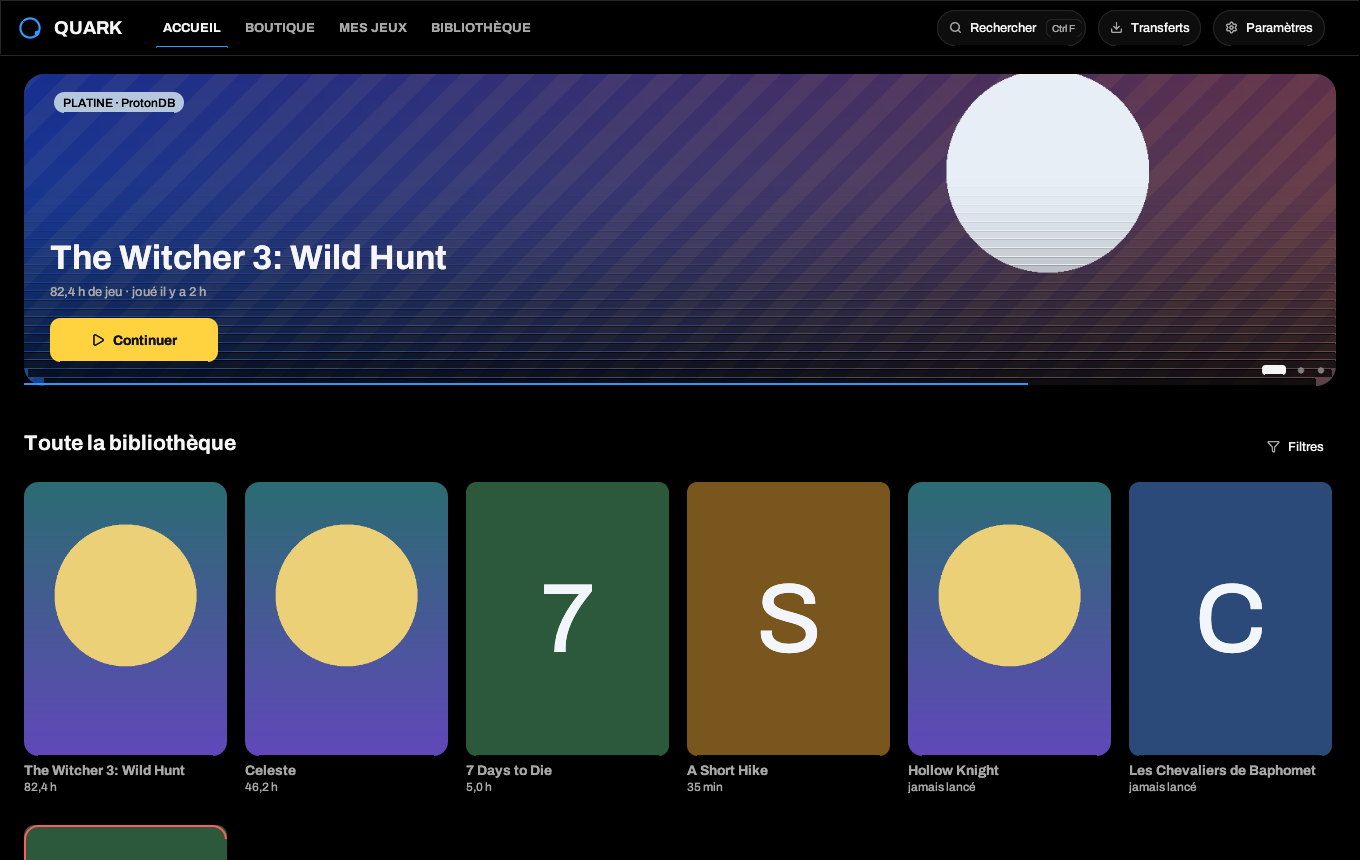 QUARK
ACCUEIL
BOUTIQUE
MES JEUX
BIBLIOTHÈQUE
Rechercher
Ctrl F
Transferts
Paramètres
PLATINE · ProtonDB
The Witcher 3: Wild Hunt
82,4 h de jeu · joué il y a 2 h
Continuer
Toute la bibliothèque
Filtres
7
S
C
The Witcher 3: Wild Hunt
82,4 h
Celeste
46,2 h
7 Days to Die
5,0 h
A Short Hike
35 min
Hollow Knight
jamais lancé
Les Chevaliers de Baphomet
jamais lancé